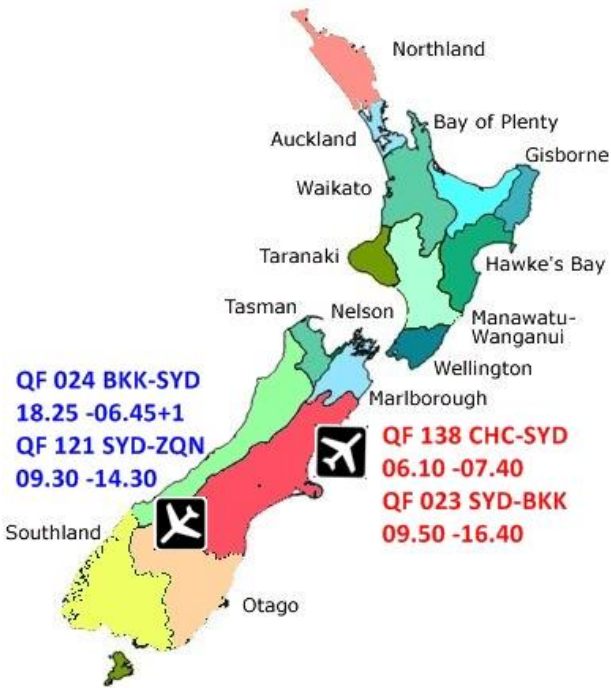 Northland
Auckland
Bay of Plenty
Gisborne
Waikato
Taranaki
Hawke's Bay
Tasman
Nelson
Manawatu-
Wanganui
Wellington
Marlborough
QF 024 BKK-SYD
18.25 -06.45+1
QF 121 SYD-ZQN
09.30 -14.30
QF 138 CHC-SYD
06.10 -07.40
QF 023 SYD-BKK
09.50 -16.40
Southland
Otago